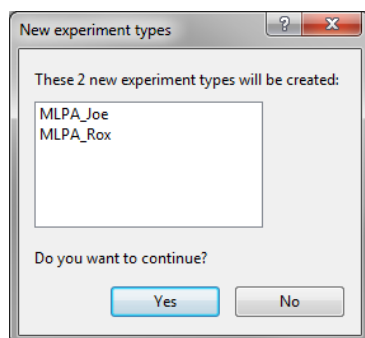 New experiment types
These 2 new experiment types will be created:
MLPA_Joe
MLPA_Rox
Do you want to continue?
Yes No